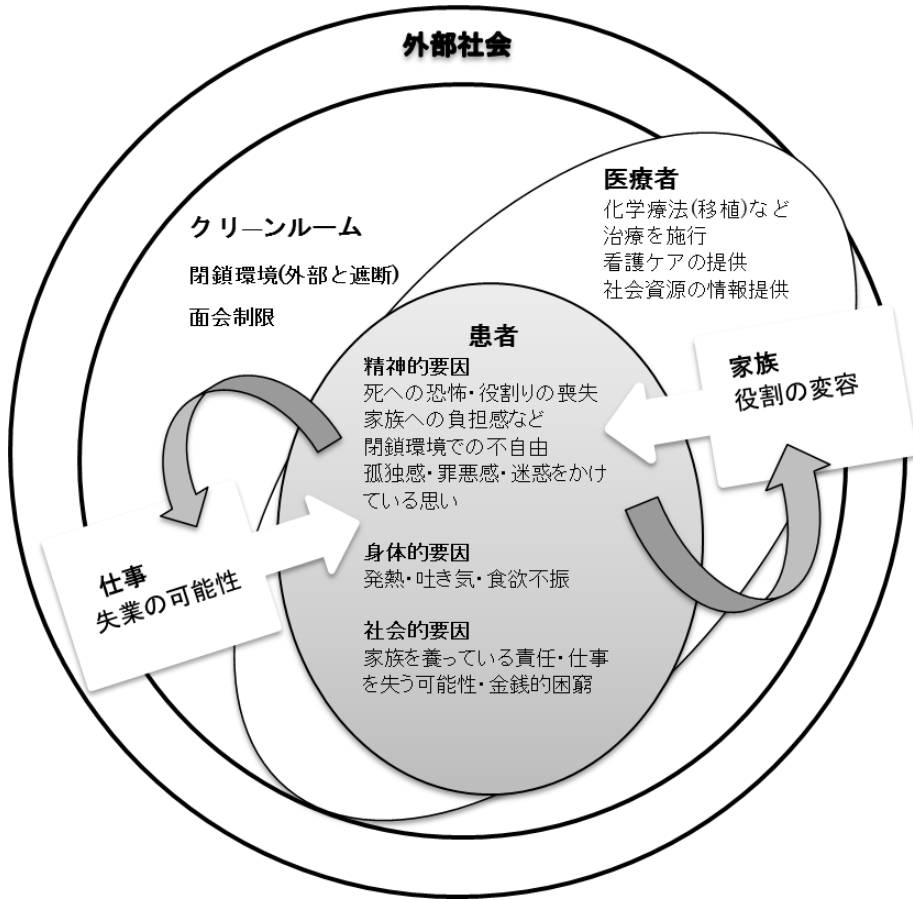 外部社会
医療者
化学療法(移植)など
治療を施行
看護ケアの提供
社会資源の情報提供
クリ―ンルーム
閉鎖環境(外部と遮断)
面会制限
患者
精神的要因
死への恐怖・役割りの喪失
家族への負担感など
閉鎖環境での不自由
孤独感・罪悪感・迷惑をかけ
ている思い
身体的要因
発熱・吐き気・食欲不振
社会的要因
家族を養っている責任・仕事
を失う可能性・金銭的困窮
家族
役割の変容
仕事
失業の可能性